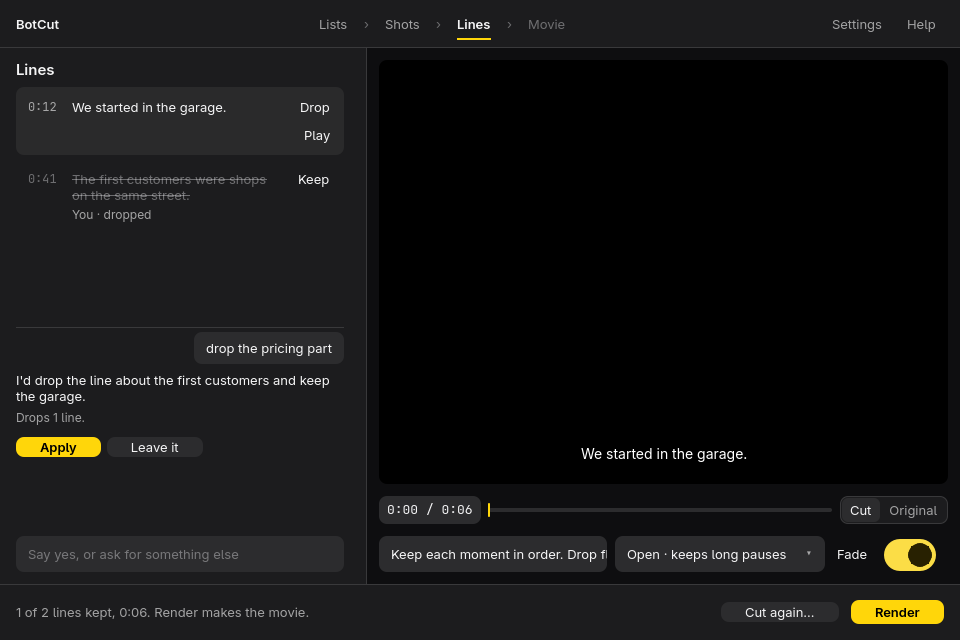 BotCut
Lists › Shots › Lines › Movie
Settings Help
Lines
0:12 We started in the garage. Drop
Play
0:41 The first customers were shops Keep
on the same street.
You · dropped
drop the pricing part
I'd drop the line about the first customers and keep
the garage.
Drops 1 line.
Apply Leave it
Say yes, or ask for something else
We started in the garage.
0:00 / 0:06 Cut Original
Keep each moment in order. Drop Open · keeps long pauses Fade
1 of 2 lines kept, 0:06. Render makes the movie.
Cut again... Render